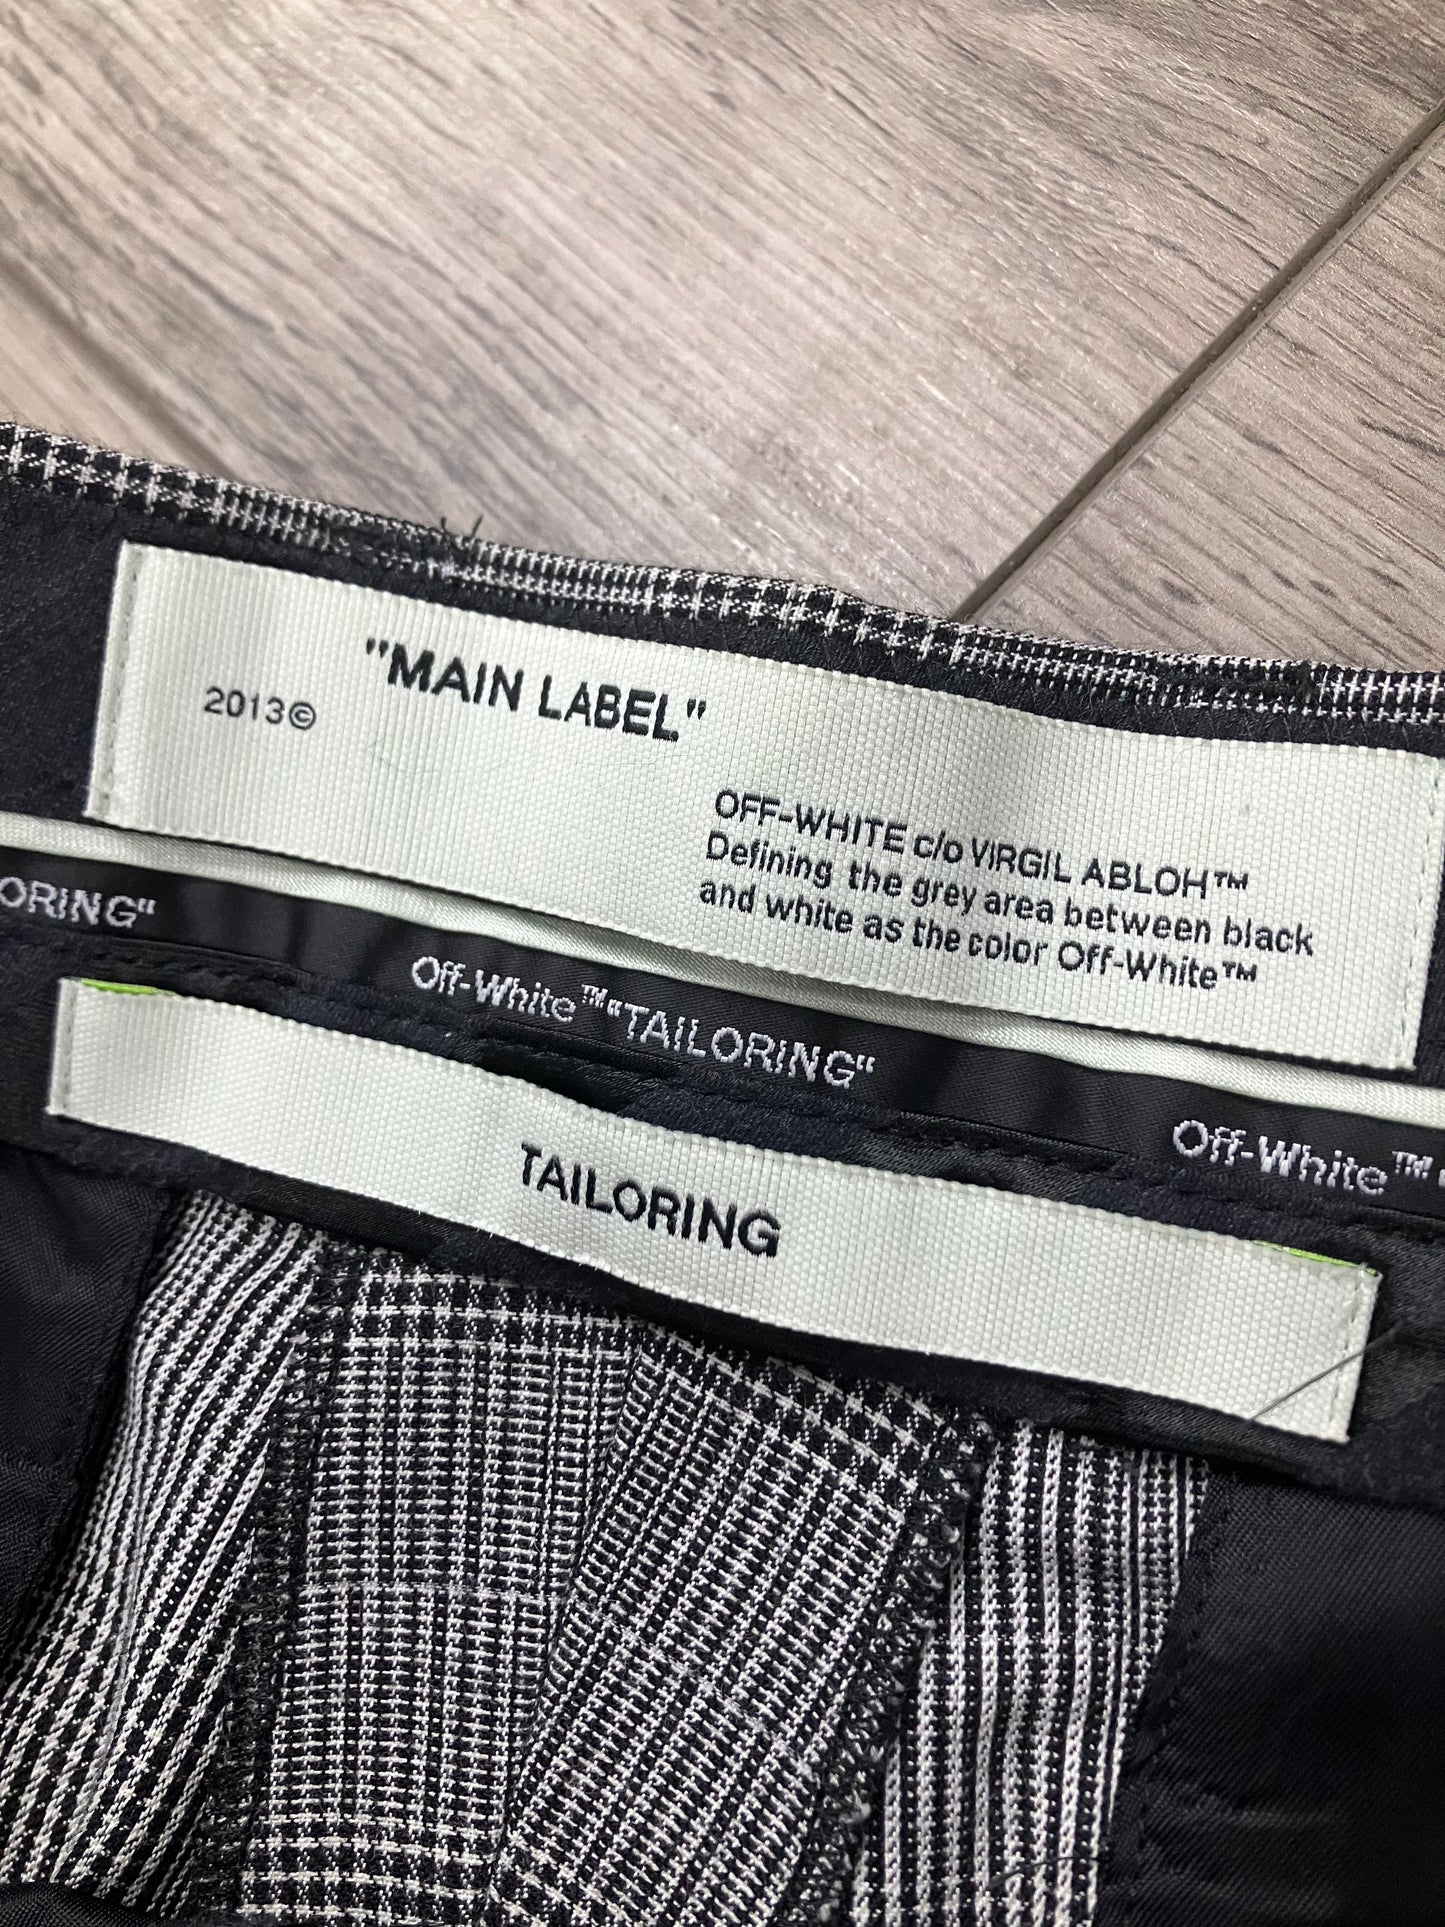 "MAIN LABEL"
2013©
OFF-WHITE c/o VIRGIL ABLOH™
Defining the grey area between black
and white as the color Off-White™
ORING"
Off-White™ "TAILORING"
Off-White™ "
TAILORING